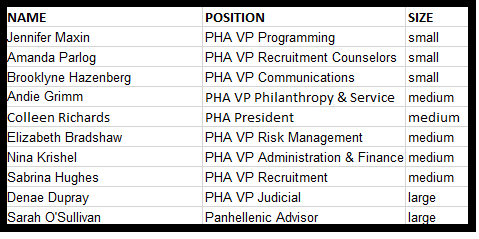 NAME POSITION SIZE
Jennifer Maxin PHA VP Programming small
Amanda Parlog PHA VP Recruitment Counselors small
Brooklyne Hazenberg PHA VP Communications small
Andie Grimm PHA VP Philanthropy & Service medium
Colleen Richards PHA President medium
Elizabeth Bradshaw PHA VP Risk Management medium
Nina Krishel PHA VP Administration & Finance medium
Sabrina Hughes PHA VP Recruitment medium
Denae Dupray PHA VP Judicial large
Sarah O'Sullivan Panhellenic Advisor large